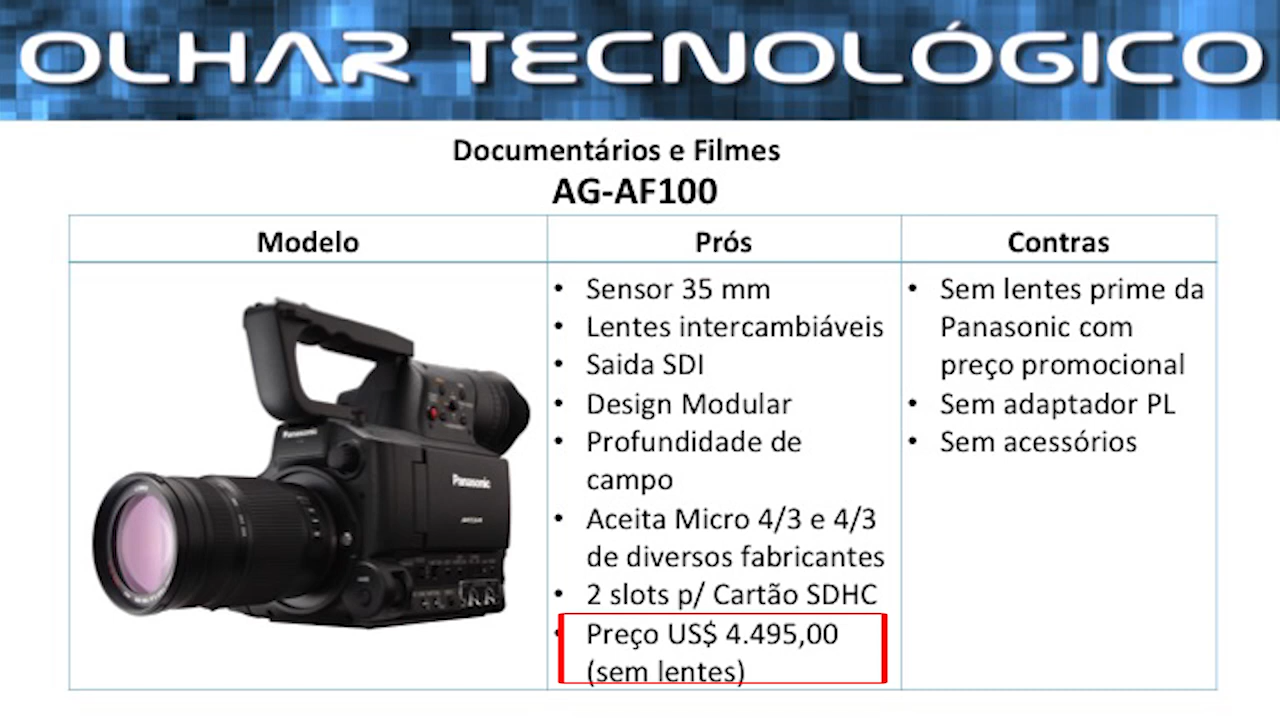 OLHAR TECNOLÓGICO
Documentários e Filmes
AG-AF100
Modelo
Prós
Contras
Panasonic
Panasonic
• Sensor 35 mm
• Lentes intercambiáveis
• Saida SDI
• Design Modular
• Profundidade de
campo
• Aceita Micro 4/3 e 4/3
de diversos fabricantes
• 2 slots p/ Cartão SDHC
• Preço US$ 4.495,00
(sem lentes)
• Sem lentes prime da
Panasonic com
preço promocional
• Sem adaptador PL
• Sem acessórios